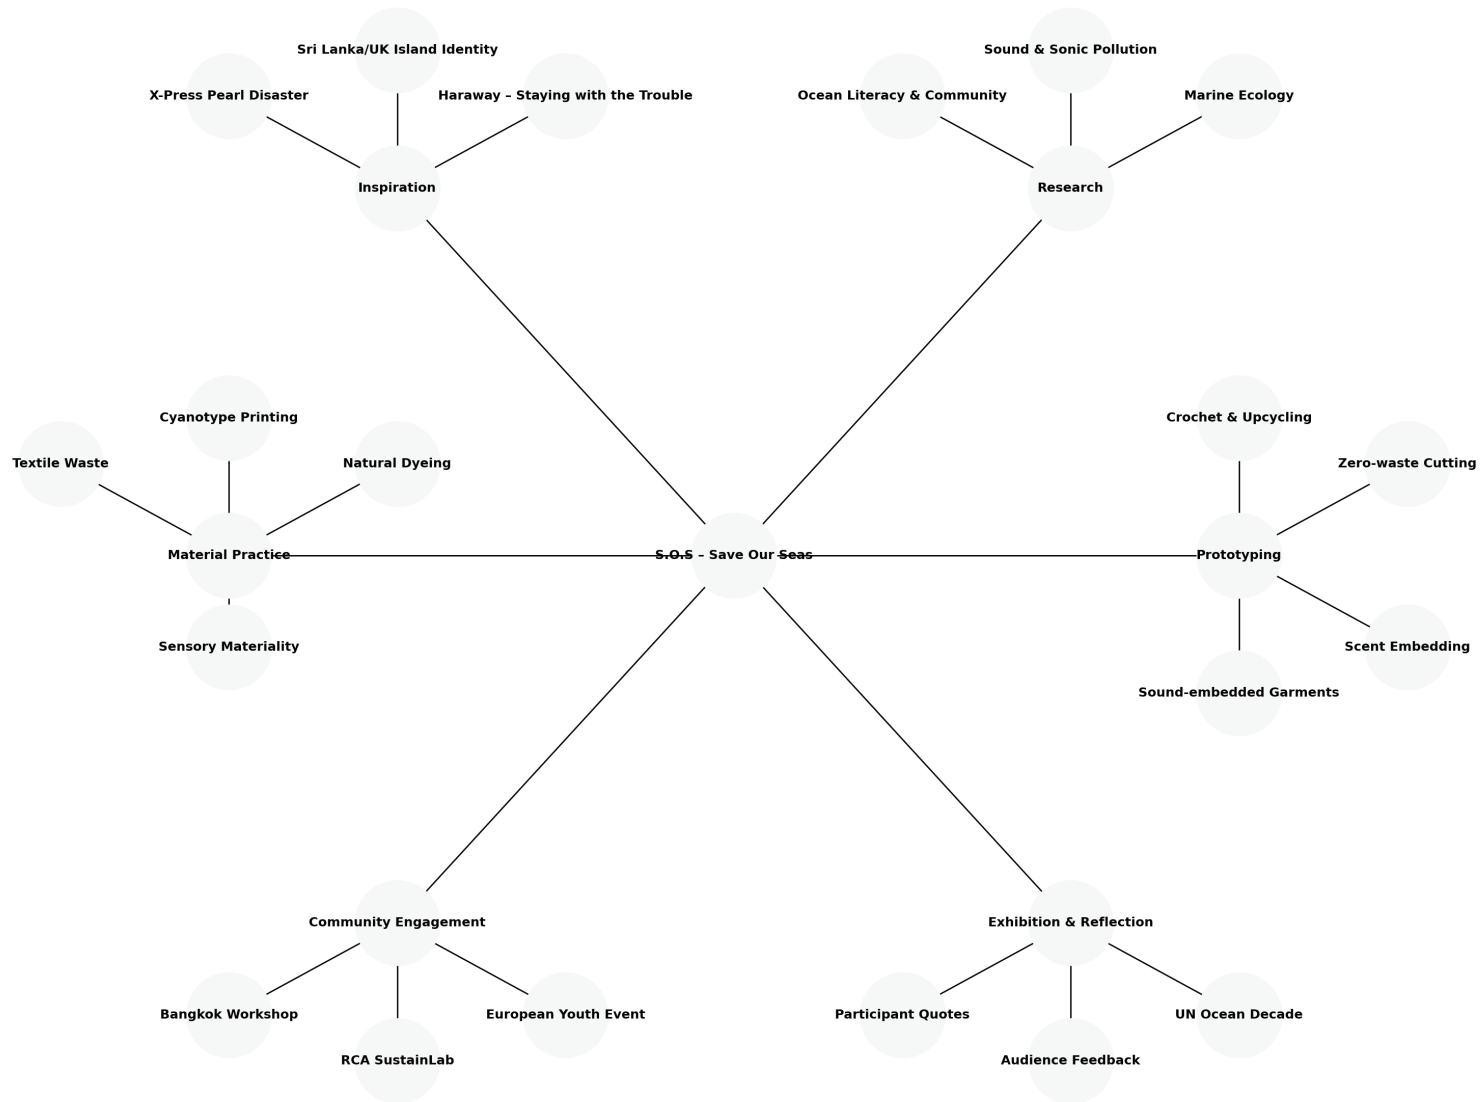 Sri Lanka/UK Island Identity
Sound & Sonic Pollution
X-Press Pearl Disaster
Haraway – Staying with the Trouble
Ocean Literacy & Community
Marine Ecology
Inspiration
Research
Cyanotype Printing
Crochet & Upcycling
Textile Waste
Natural Dyeing
Zero-waste Cutting
Material Practice
S.O.S – Save Our Seas
Prototyping
Sensory Materiality
Scent Embedding
Sound-embedded Garments
Community Engagement
Exhibition & Reflection
Bangkok Workshop
European Youth Event
Participant Quotes
UN Ocean Decade
RCA SustainLab
Audience Feedback